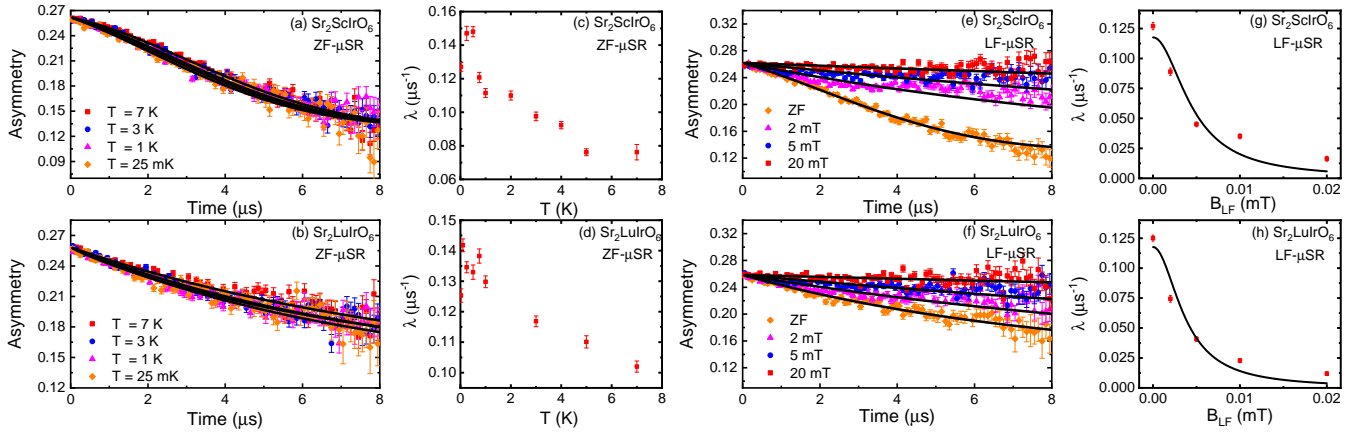 (a) Sr₂ScIrO₆
ZF-μSR
Asymmetry
0.27
0.24
0.21
0.18
0.15
0.12
0.09
T = 7 K
T = 3 K
T = 1 K
T = 25 mK
0 2 4 6 8
Time (μs)
(c) Sr₂ScIrO₆
ZF-μSR
λ (μs⁻¹)
0.16
0.14
0.12
0.10
0.08
0.06
0 2 4 6 8
T (K)
(e) Sr₂ScIrO₆
LF-μSR
Asymmetry
0.32
0.28
0.24
0.20
0.16
0.12
ZF
2 mT
5 mT
20 mT
0 2 4 6 8
Time (μs)
(g) Sr₂ScIrO₆
LF-μSR
λ (μs⁻¹)
0.125
0.100
0.075
0.050
0.025
0.000
0.00 0.01 0.02
B_LF (mT)
(b) Sr₂LuIrO₆
ZF-μSR
Asymmetry
0.27
0.24
0.21
0.18
0.15
0.12
T = 7 K
T = 3 K
T = 1 K
T = 25 mK
0 2 4 6 8
Time (μs)
(d) Sr₂LuIrO₆
ZF-μSR
λ (μs⁻¹)
0.15
0.14
0.13
0.12
0.11
0.10
0 2 4 6 8
T (K)
(f) Sr₂LuIrO₆
LF-μSR
Asymmetry
0.32
0.28
0.24
0.20
0.16
0.12
ZF
2 mT
5 mT
20 mT
0 2 4 6 8
Time (μs)
(h) Sr₂LuIrO₆
LF-μSR
λ (μs⁻¹)
0.125
0.100
0.075
0.050
0.025
0.000
0.00 0.01 0.02
B_LF (mT)